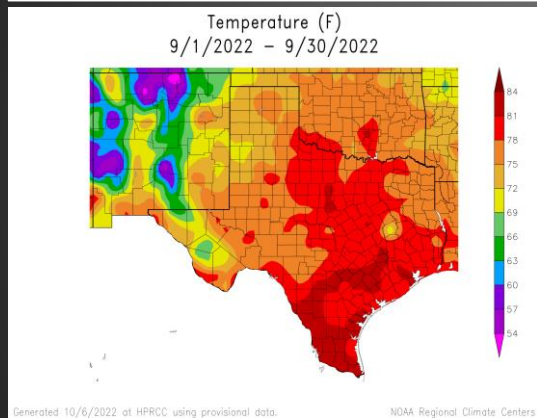 Temperature (F)
9/1/2022 – 9/30/2022
84
81
78
75
72
69
66
63
60
57
54
Generated 10/6/2022 at HPRCC using provisional data.
NOAA Regional Climate Centers